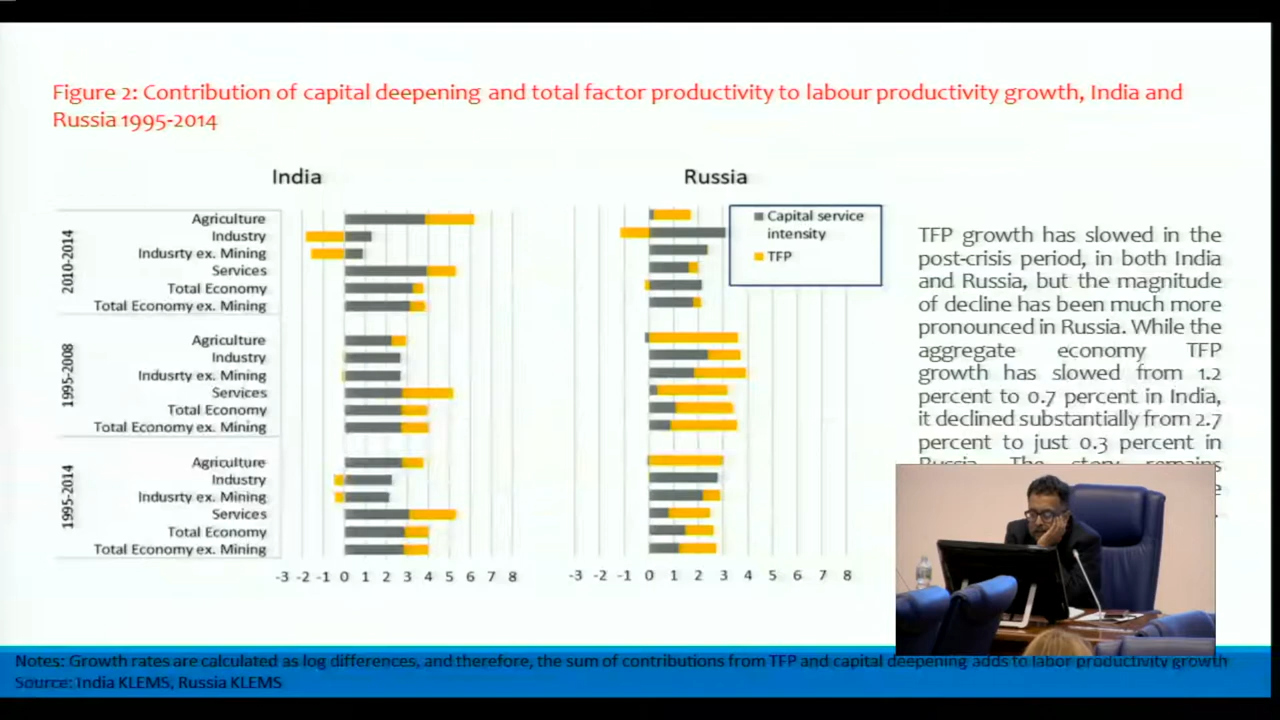 Figure 2: Contribution of capital deepening and total factor productivity to labour productivity growth, India and
Russia 1995-2014
India
2010-2014
Agriculture
Industry
Indusrty ex. Mining
Services
Total Economy
Total Economy ex. Mining
1995-2008
Agriculture
Industry
Indusrty ex. Mining
Services
Total Economy
Total Economy ex. Mining
1995-2014
Agriculture
Industry
Indusrty ex. Mining
Services
Total Economy
Total Economy ex. Mining
-3 -2 -1 0 1 2 3 4 5 6 7 8
Russia
Capital service
intensity
TFP
-3 -2 -1 0 1 2 3 4 5 6 7 8
TFP growth has slowed in the
post-crisis period, in both India
and Russia, but the magnitude
of decline has been much more
pronounced in Russia. While the
aggregate economy TFP
growth has slowed from 1.2
percent to 0.7 percent in India,
it declined substantially from 2.7
percent to just 0.3 percent in
Russia. The story remains
Notes: Growth rates are calculated as log differences, and therefore, the sum of contributions from TFP and capital deepening adds to labor productivity growth
Source: India KLEMS, Russia KLEMS